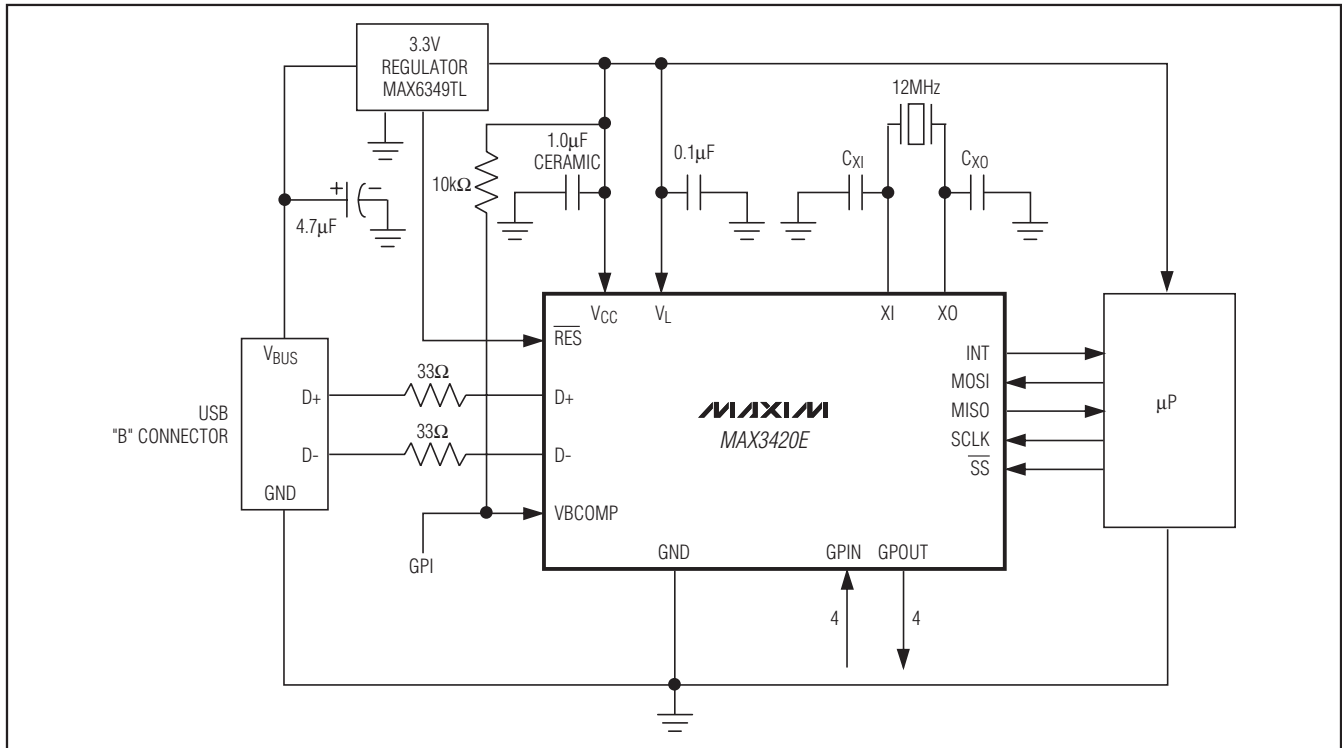 3.3V
REGULATOR
MAX6349TL
12MHz
1.0µF
CERAMIC
0.1µF
CXI
CXO
10kΩ
+ −
4.7µF
VCC
VL
XI
XO
RES
VBUS
INT
33Ω
D+
D+
MOSI
MAXIM
MAX3420E
MISO
µP
USB
"B" CONNECTOR
33Ω
SCLK
D-
D-
SS
GND
VBCOMP
GND
GPIN
GPOUT
GPI
4
4